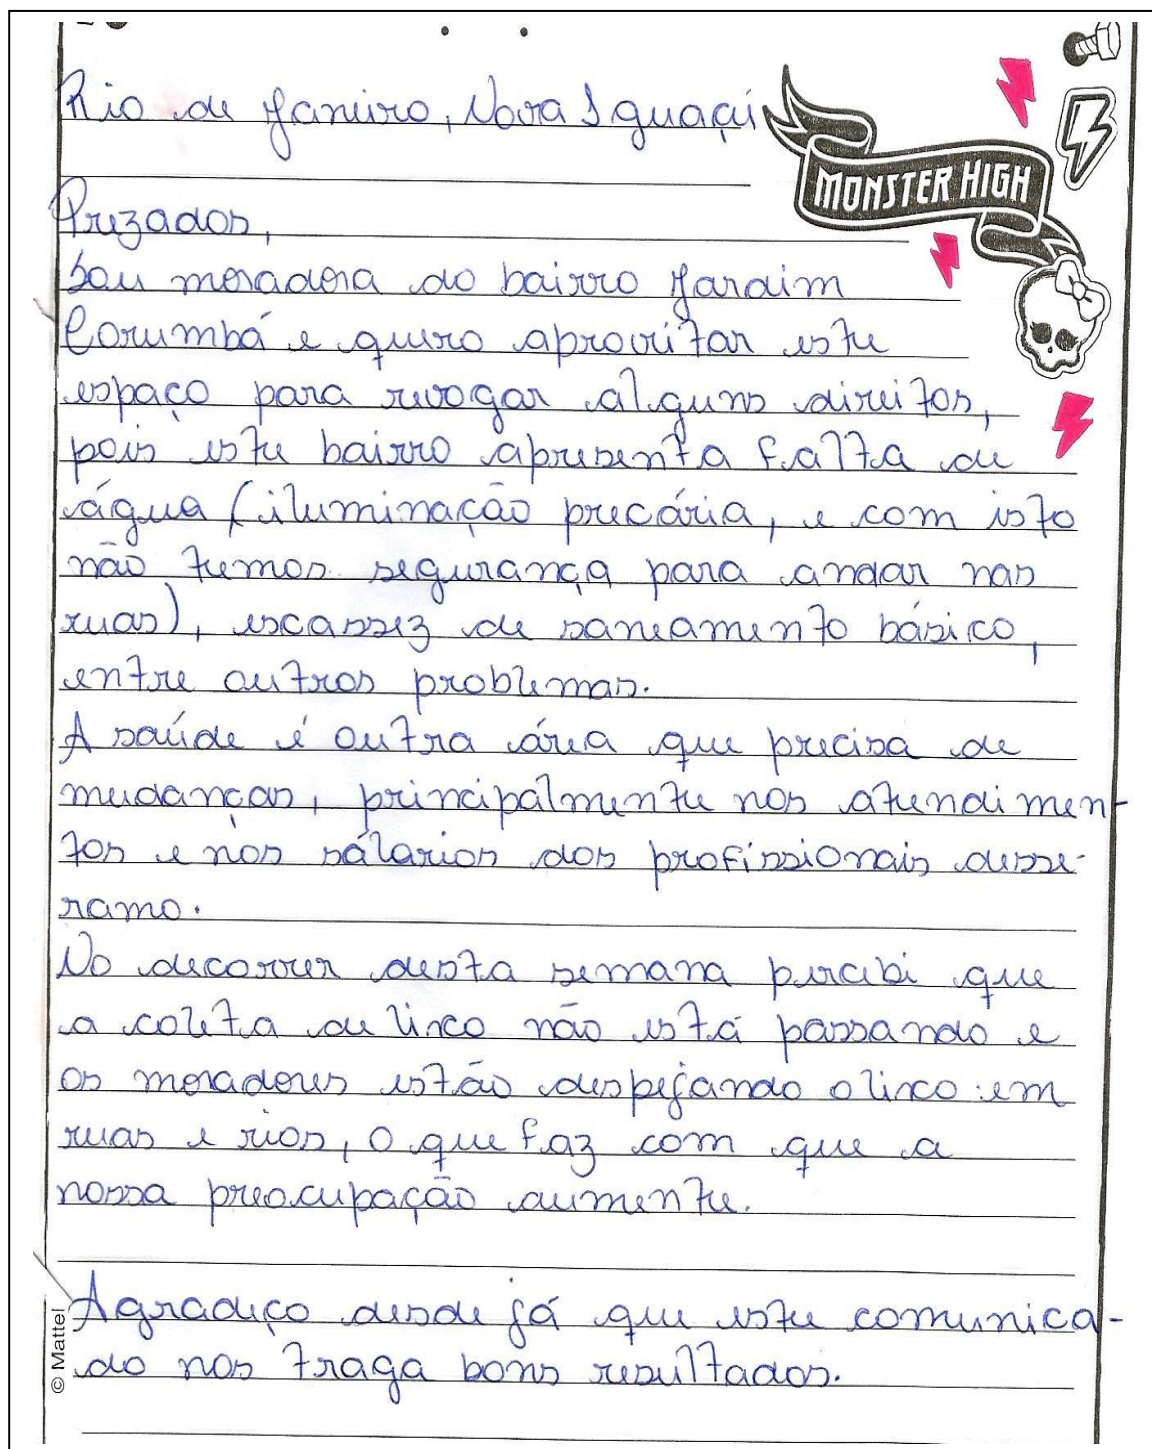 Rio de Janeiro, Nova Iguaçú
MONSTER HIGH
Prezados,
Sou moradora do bairro Jardim
Corumbá e quero aproveitar este
espaço para revogar alguns direitos,
pois este bairro apresenta falta de
água (iluminação precária, e com isto
não temos segurança para andar nas
ruas), escassez de saneamento básico,
entre outros problemas.
A saúde é outra área que precisa de
mudanças, principalmente nos atendimen-
tos e nos sálarios dos profissionais desse
ramo.
No decorrer desta semana percebi que
a coleta de lixo não está passando e
os moradores estão despejando o lixo em
ruas e rios, o que faz com que a
nossa preocupação aumente.
Agradeço desde já que este comunica-
do nos traga bons resultados.
© Mattel